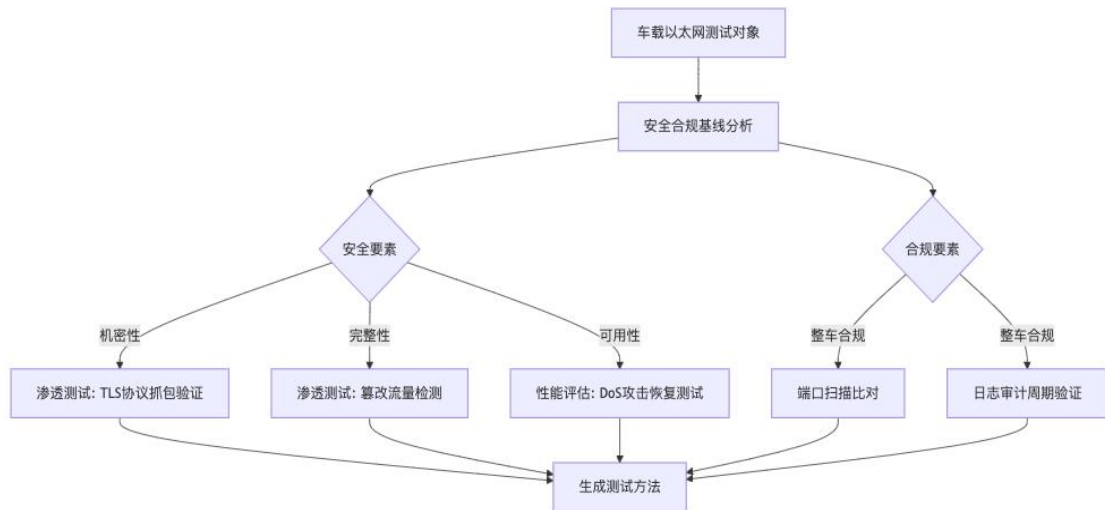 车载以太网测试对象
安全合规基线分析
安全要素
合规要素
机密性
完整性
可用性
整车合规
整车合规
渗透测试: TLS协议抓包验证
渗透测试: 篡改流量检测
性能评估: DoS攻击恢复测试
端口扫描比对
日志审计周期验证
生成测试方法